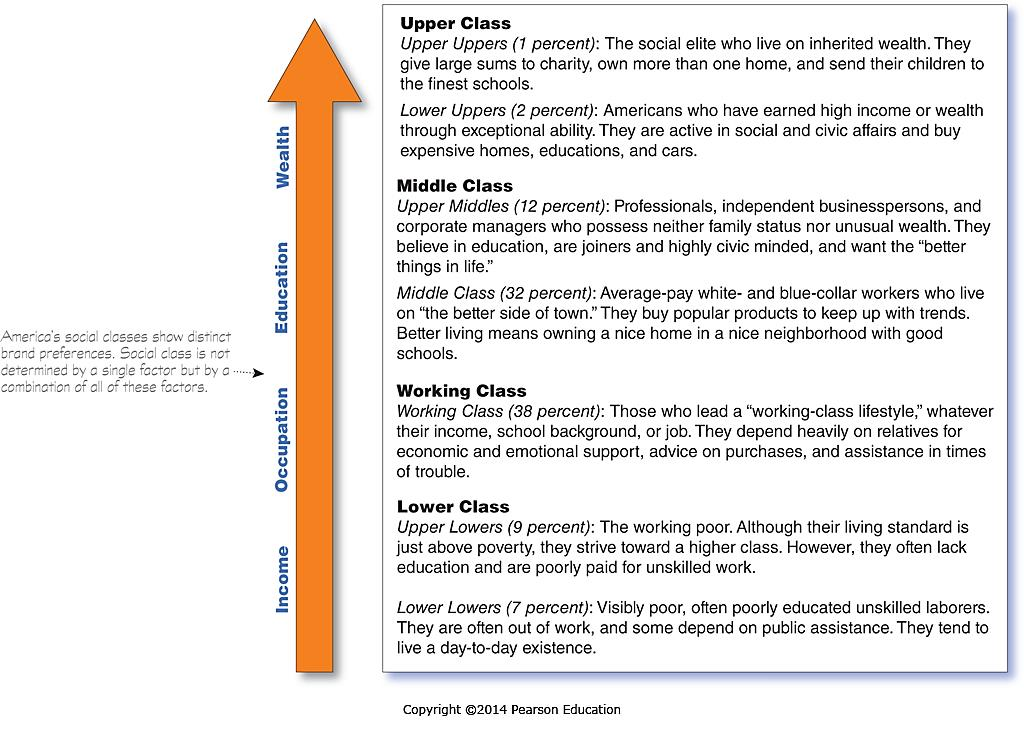 Upper Class
Upper Uppers (1 percent): The social elite who live on inherited wealth. They
give large sums to charity, own more than one home, and send their children to
the finest schools.
Lower Uppers (2 percent): Americans who have earned high income or wealth
through exceptional ability. They are active in social and civic affairs and buy
expensive homes, educations, and cars.
Middle Class
Upper Middles (12 percent): Professionals, independent businesspersons, and
corporate managers who possess neither family status nor unusual wealth. They
believe in education, are joiners and highly civic minded, and want the “better
things in life.”
Middle Class (32 percent): Average-pay white- and blue-collar workers who live
on “the better side of town.” They buy popular products to keep up with trends.
Better living means owning a nice home in a nice neighborhood with good
schools.
Working Class
Working Class (38 percent): Those who lead a “working-class lifestyle,” whatever
their income, school background, or job. They depend heavily on relatives for
economic and emotional support, advice on purchases, and assistance in times
of trouble.
Lower Class
Upper Lowers (9 percent): The working poor. Although their living standard is
just above poverty, they strive toward a higher class. However, they often lack
education and are poorly paid for unskilled work.
Lower Lowers (7 percent): Visibly poor, often poorly educated unskilled laborers.
They are often out of work, and some depend on public assistance. They tend to
live a day-to-day existence.
Wealth
Education
Occupation
Income
America's social classes show distinct
brand preferences. Social class is not
determined by a single factor but by a
combination of all of these factors.
Copyright ©2014 Pearson Education